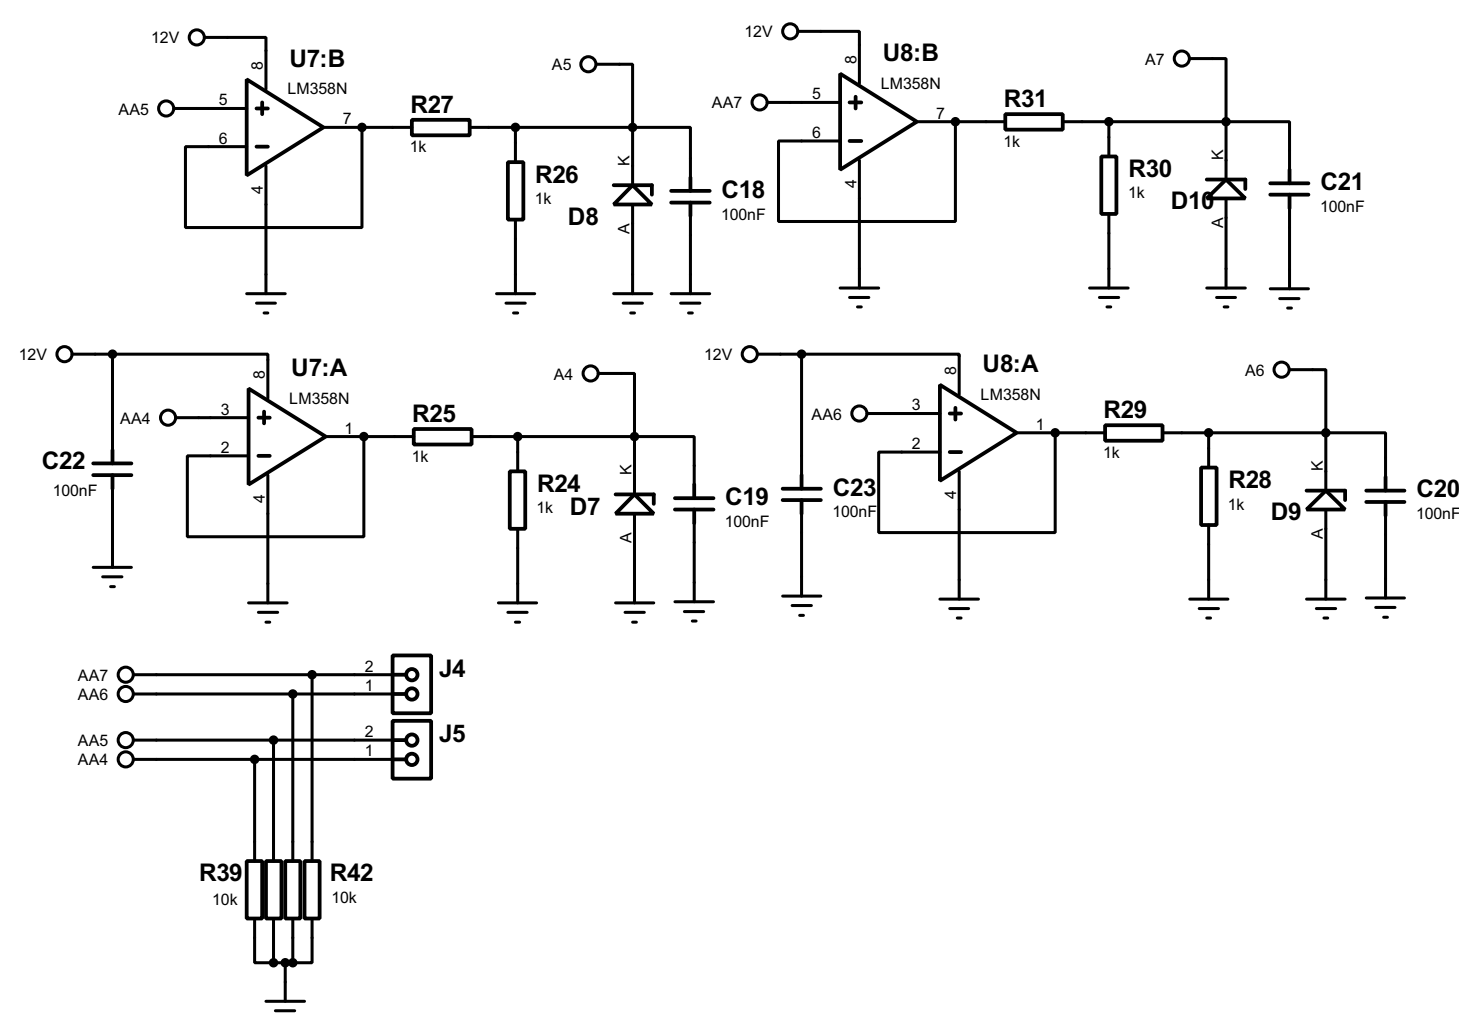 12V
8
U7:B
LM358N
AA5
5
6
7
4
R27
1k
R26
1k
A5
K
D8
A
C18
100nF
12V
8
U8:B
LM358N
AA7
5
6
7
4
R31
1k
R30
1k
A7
K
D10
A
C21
100nF
12V
8
U7:A
LM358N
AA4
3
2
1
4
C22
100nF
R25
1k
R24
1k
A4
K
D7
A
C19
100nF
12V
8
U8:A
LM358N
AA6
3
2
1
4
C23
100nF
R29
1k
R28
1k
A6
K
D9
A
C20
100nF
AA7
2
J4
AA6
1
AA5
2
J5
AA4
1
R39
10k
R42
10k